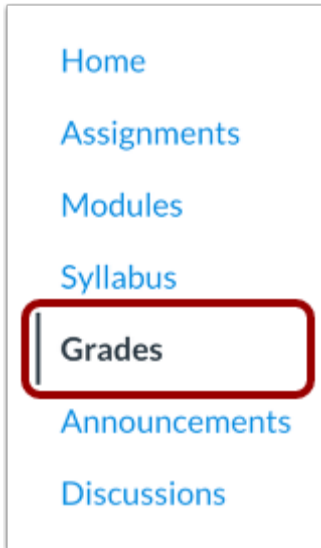 Home
Assignments
Modules
Syllabus
Grades
Announcements
Discussions